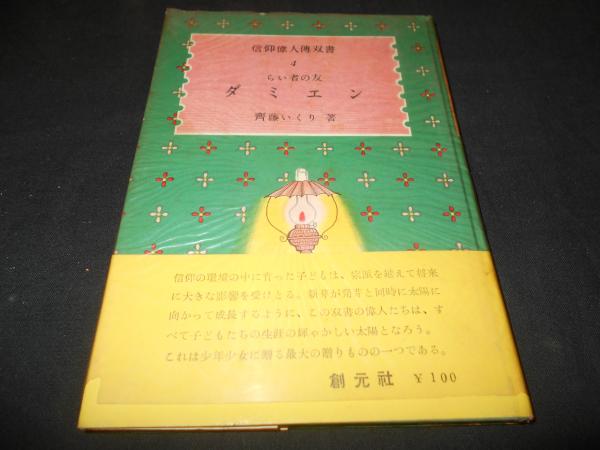 信仰偉人傳双書
4
らい者の友
ダミエン
齊藤いくり 著
信仰の環境の中に育った子どもは、宗派を越えて将来
に大きな影響を受けとる。新芽が発芽と同時に太陽に
向かって成長するように、この双書の偉人たちは、す
べて子どもたちの生涯の輝やかしい太陽となろう。
これは少年少女に贈る最大の贈りものの一つである。
創元社 ¥100